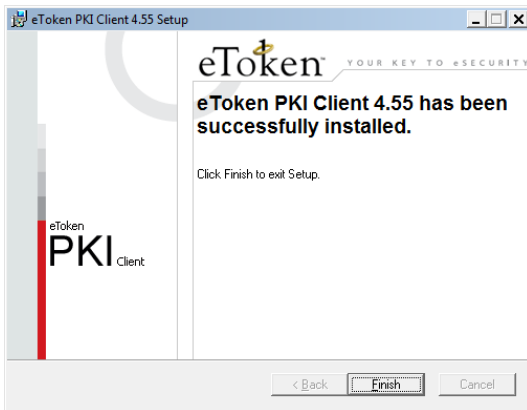 eToken PKI Client 4.55 Setup
eToken
YOUR KEY TO eSECURITY
eToken PKI Client 4.55 has been
successfully installed.
Click Finish to exit Setup.
eToken
PKI Client
< Back
Finish
Cancel